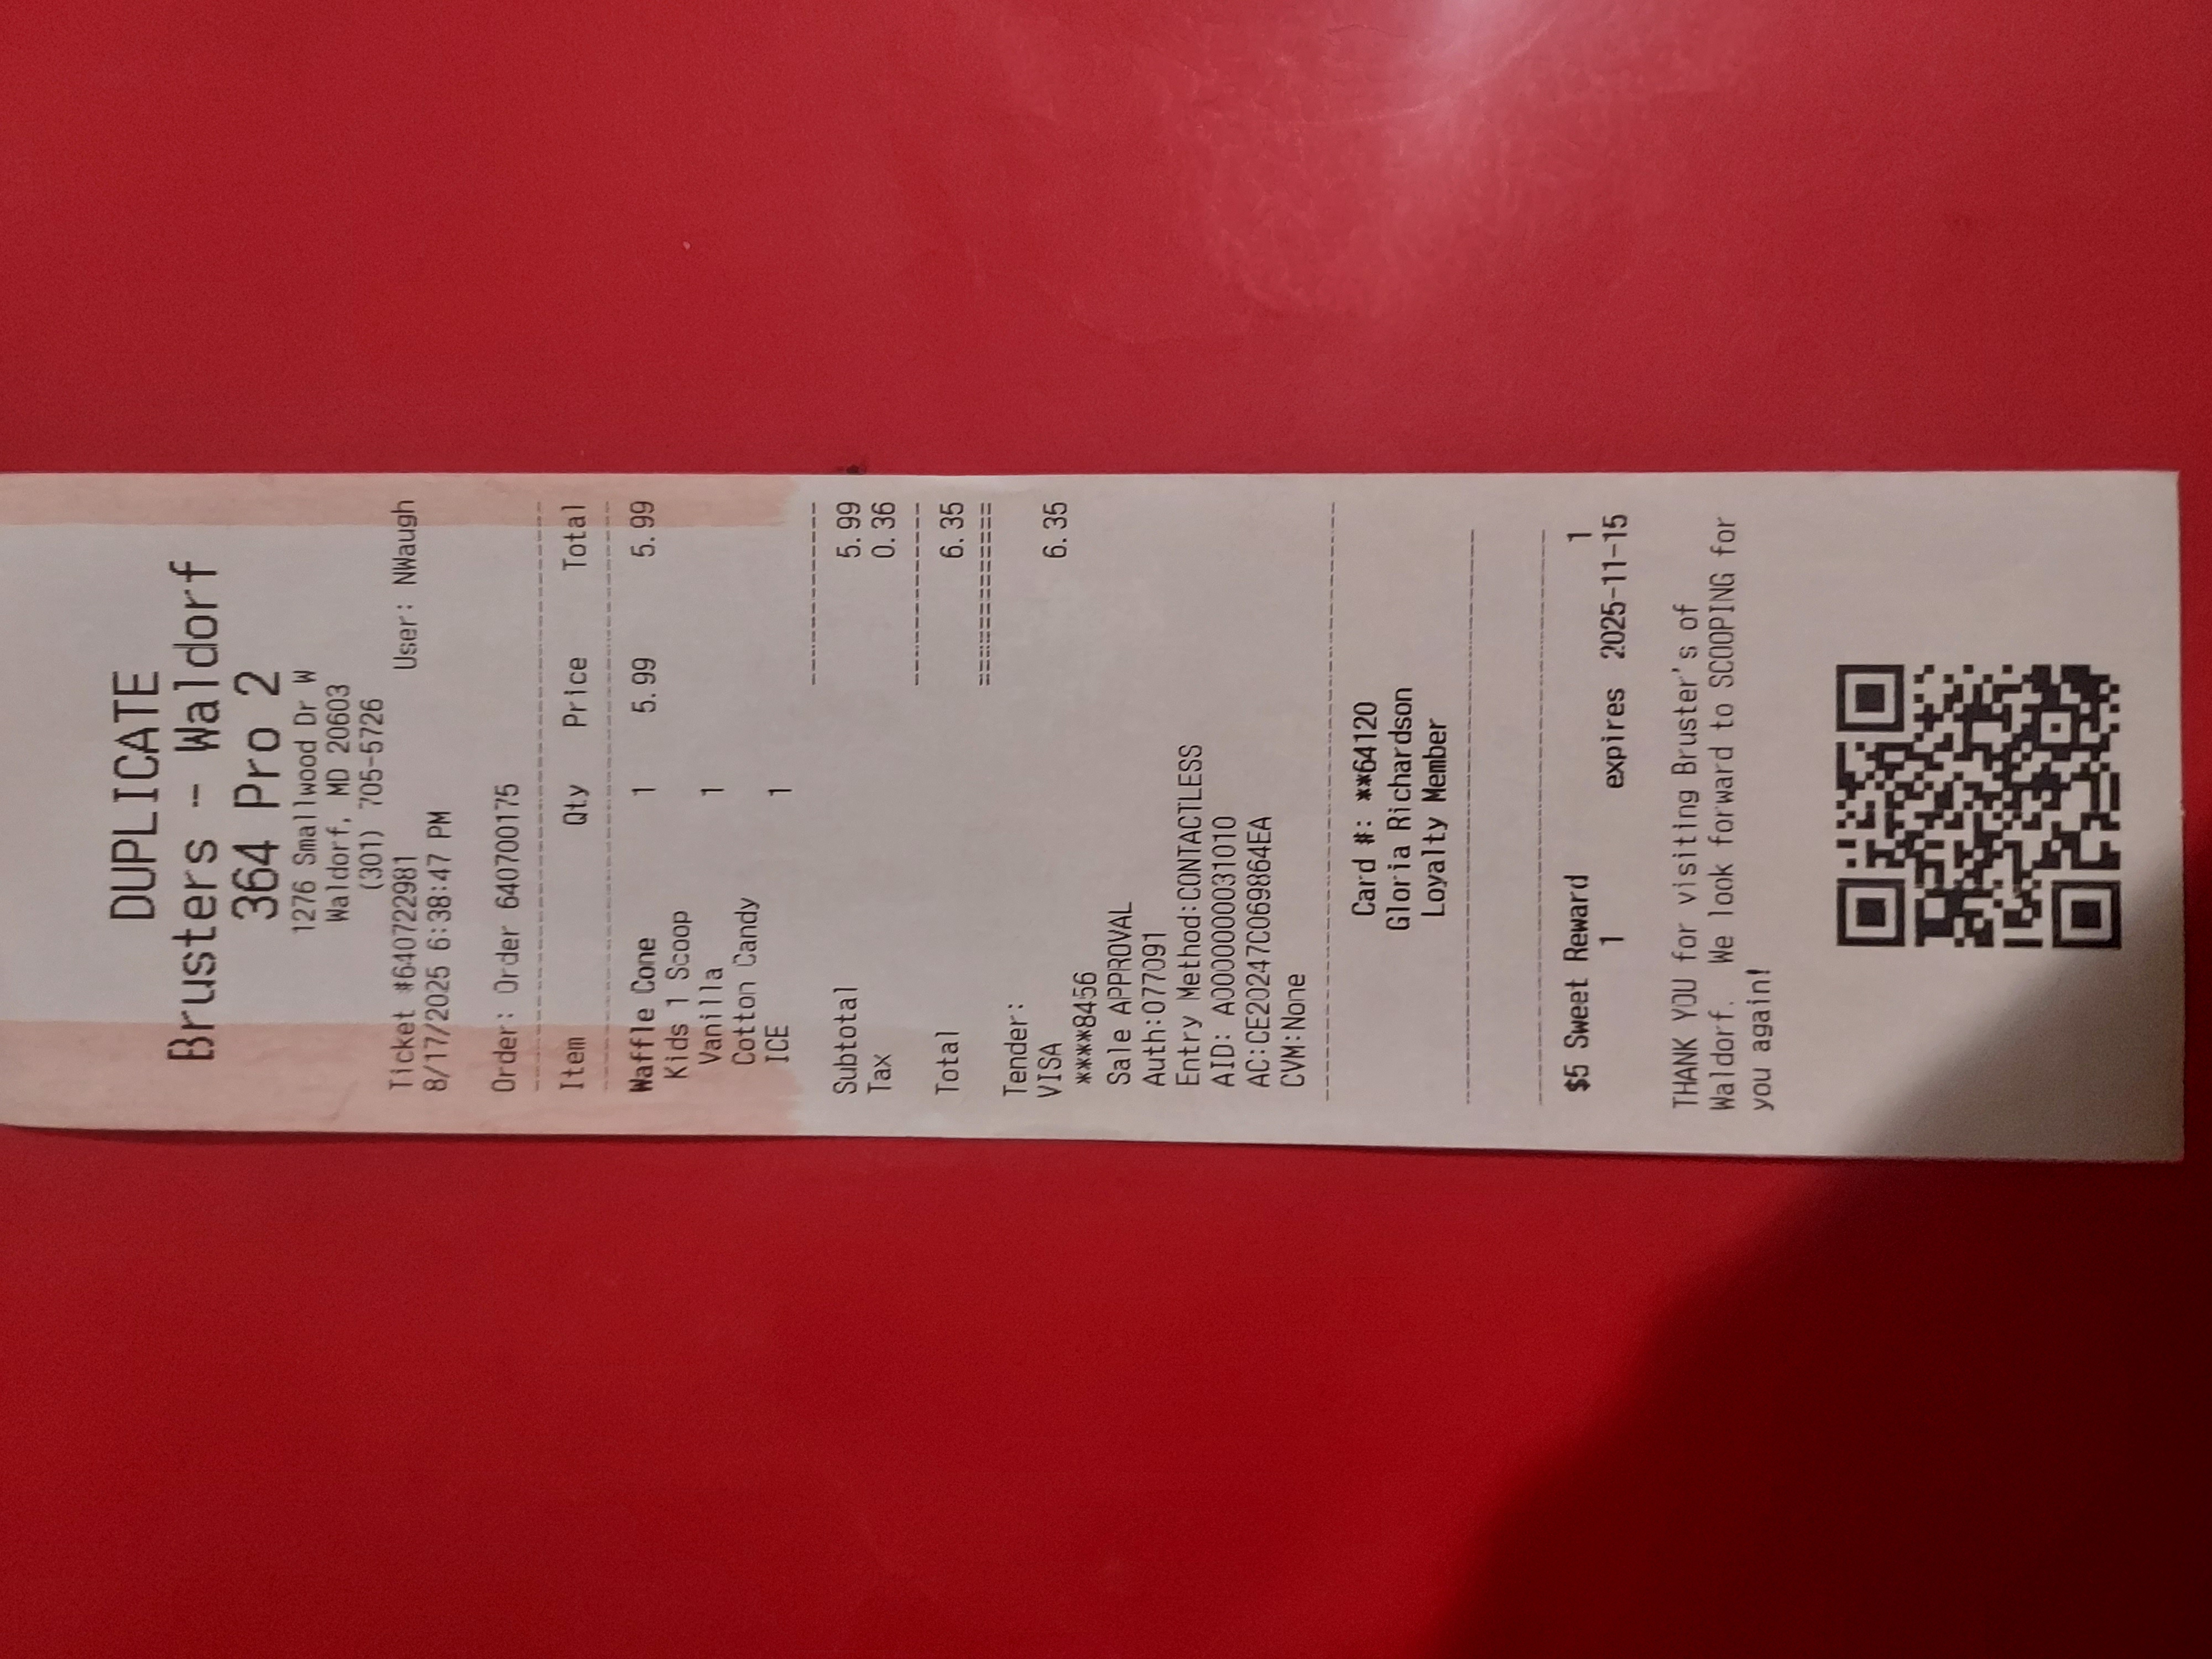 DUPLICATE
Brusters - Waldorf
364 Pro 2
1276 Smallwood Dr W
Waldorf, MD 20603
(301) 705-5726
Ticket #640722981 User: NWaugh
8/17/2025 6:38:47 PM
Order: Order 640700175
Item Qty Price Total
Waffle Cone 1 5.99 5.99
Kids 1 Scoop
Vanilla 1
Cotton Candy
ICE 1
Subtotal 5.99
Tax 0.36
Total 6.35
Tender:
VISA 6.35
****8456
Sale APPROVAL
Auth:077091
Entry Method:CONTACTLESS
AID: A0000000031010
AC:CE20247C069864EA
CVM:None
Card #: **64120
Gloria Richardson
Loyalty Member
$5 Sweet Reward 1
1 expires 2025-11-15
THANK YOU for visiting Bruster's of
Waldorf. We look forward to SCOOPING for
you again!